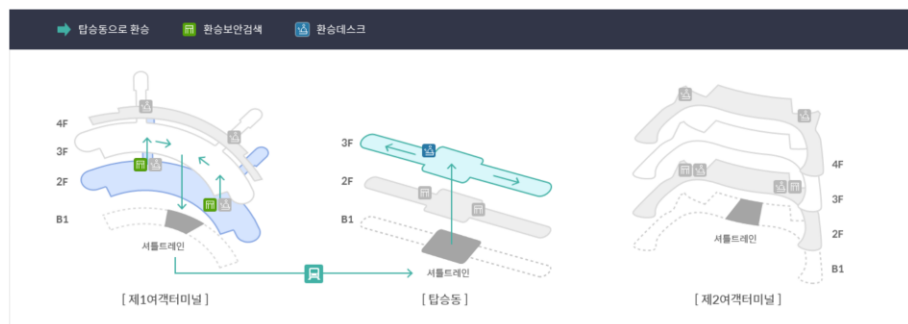 탑승동으로 환승 환승보안검색 환승데스크
4F
3F
2F
B1
셔틀트레인
[ 제1여객터미널 ]
3F
2F
B1
셔틀트레인
[ 탑승동 ]
4F
3F
2F
B1
셔틀트레인
[ 제2여객터미널 ]